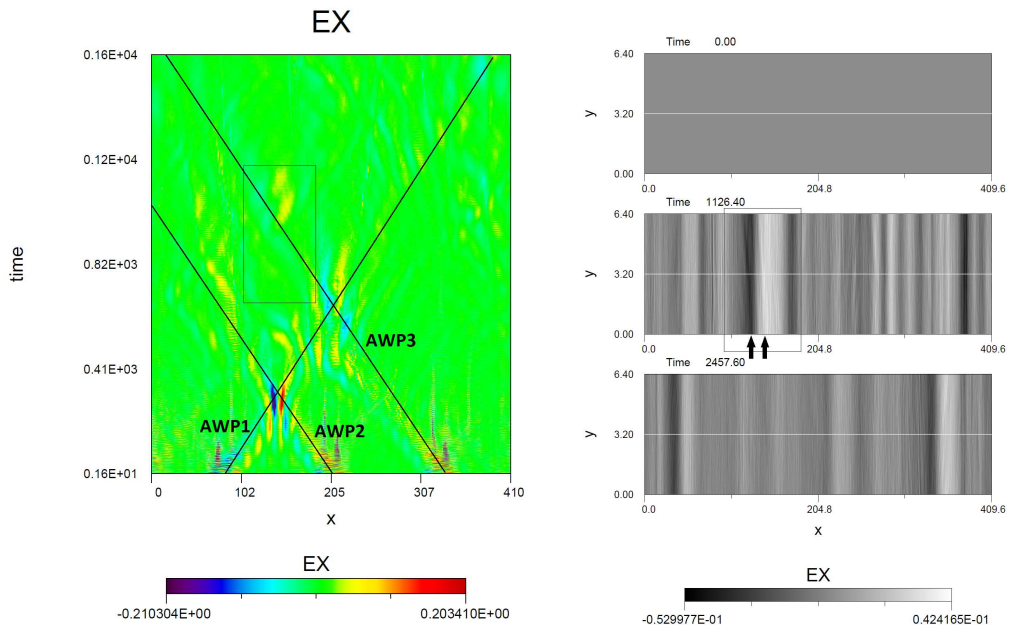 EX
0.16E+04
0.12E+04
0.82E+03
0.41E+03
0.16E+01
time
AWP3
AWP1
AWP2
0
102
205
307
410
x
EX
-0.210304E+00
0.203410E+00
Time 0.00
6.40
3.20
0.00
y
0.0
204.8
409.6
Time 1126.40
6.40
3.20
0.00
y
0.0
204.8
409.6
Time 2457.60
6.40
3.20
0.00
y
0.0
204.8
409.6
x
EX
-0.529977E-01
0.424165E-01